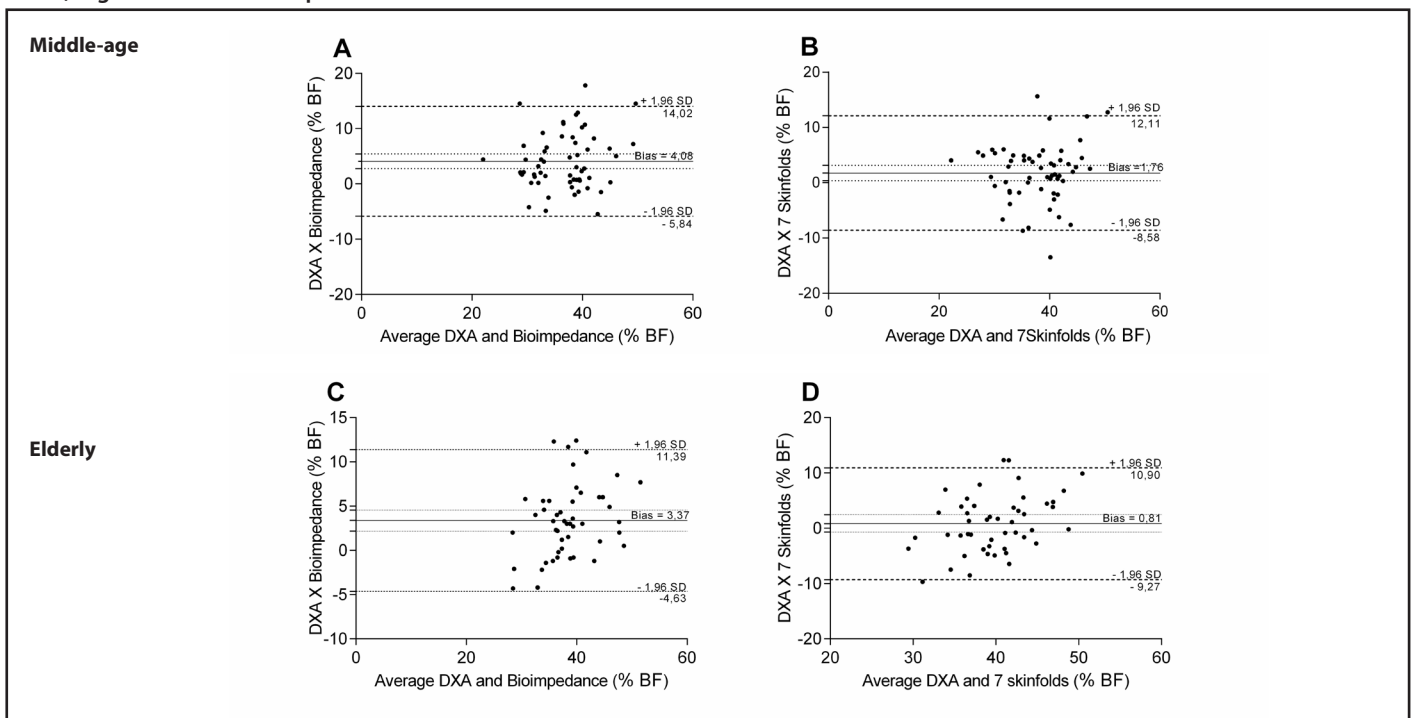 Middle-age
A
20
10
0
-10
-20
0
20
40
60
DXA X Bioimpedance (% BF)
Average DXA and Bioimpedance (% BF)
+ 1,96 SD
14,02
Bias = 4,08
- 1,96 SD
- 5,84
B
20
10
0
-10
-20
0
20
40
60
DXA X 7 Skinfolds (% BF)
Average DXA and 7Skinfolds (% BF)
+ 1,96 SD
12,11
Bias =1,76
- 1,96 SD
-8,58
Elderly
C
15
10
5
0
-5
-10
0
20
40
60
DXA X Bioimpedance (% BF)
Average DXA and Bioimpedance (% BF)
+ 1,96 SD
11,39
Bias = 3,37
- 1,96 SD
-4,63
D
20
10
0
-10
-20
20
30
40
50
60
DXA X 7 Skinfolds (% BF)
Average DXA and 7 skinfolds (% BF)
+ 1,96 SD
10,90
Bias = 0,81
- 1,96 SD
- 9,27